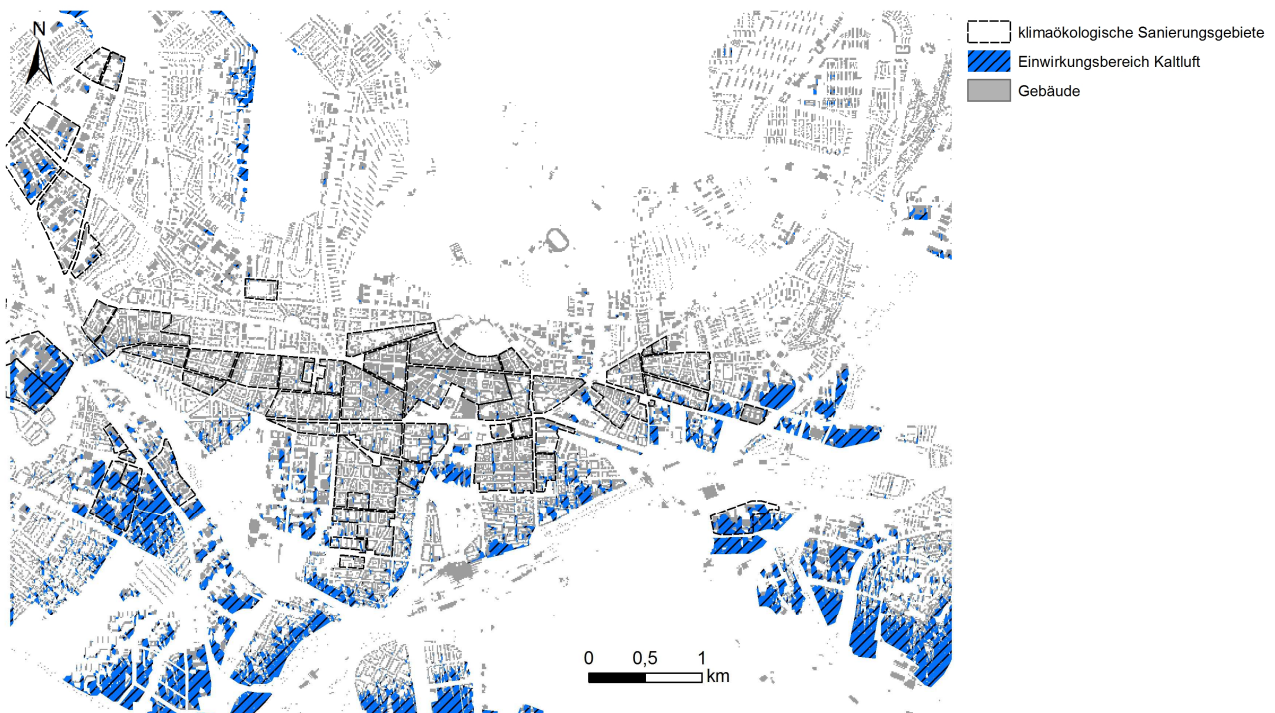 N
klimaökologische Sanierungsgebiete
Einwirkungsbereich Kaltluft
Gebäude
0 0,5 1
km